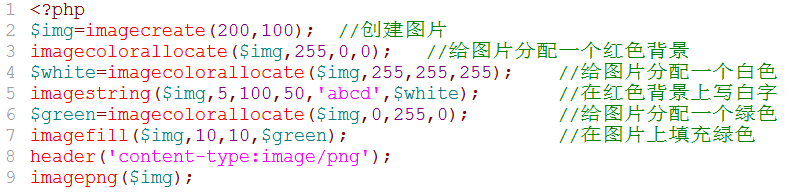 1 <?php
2 $img=imagecreate(200,100);  //创建图片
3 imagecolorallocate($img,255,0,0);   //给图片分配一个红色背景
4 $white=imagecolorallocate($img,255,255,255);    //给图片分配一个白色
5 imagestring($img,5,100,50,'abcd',$white);       //在红色背景上写白字
6 $green=imagecolorallocate($img,0,255,0);        //给图片分配一个绿色
7 imagefill($img,10,10,$green);                   //在图片上填充绿色
8 header('content-type:image/png');
9 imagepng($img);